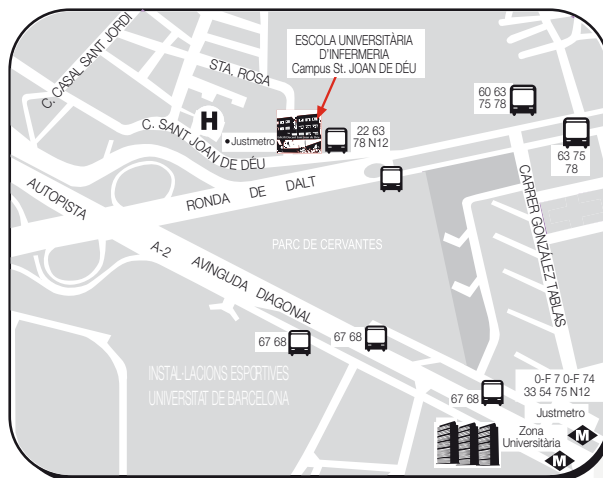 ESCOLA UNIVERSITÀRIA
D'INFERMERIA
Campus St. JOAN DE DÉU
C. CASAL SANT JORDI
STA. ROSA
60 63
75 78
H
22 63
78 N12
• Justmetro
C. SANT JOAN DE DÉU
63 75
78
AUTOPISTA
RONDA DE DALT
CARRER GONZÁLEZ TABLAS
A-2 AVINGUDA DIAGONAL
PARC DE CERVANTES
67 68
67 68
INSTAL·LACIONS ESPORTIVES
UNIVERSITAT DE BARCELONA
67 68
0-F 7 0-F 74
33 54 75 N12
Justmetro
Zona
Universitària
M
M